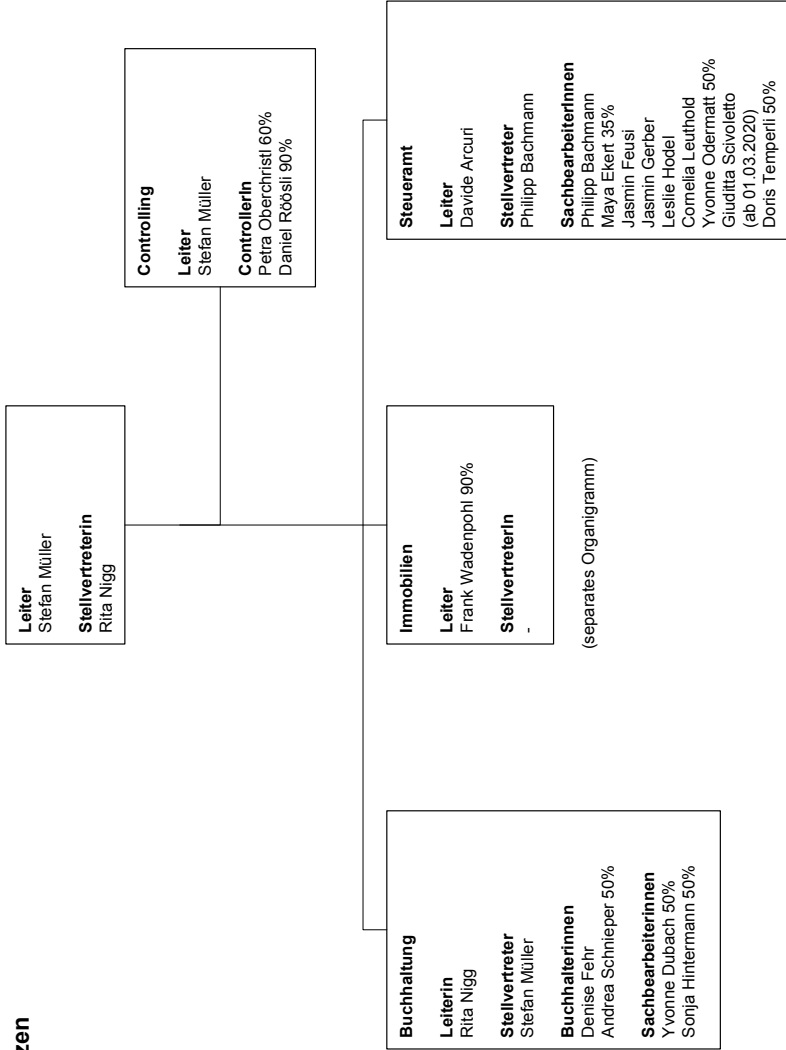 zen
Leiter
Stefan Müller
Stellvertreterin
Rita Nigg
Controlling
Leiter
Stefan Müller
ControllerIn
Petra Oberchristl 60%
Daniel Röösli 90%
Buchhaltung
Leiterin
Rita Nigg
Stellvertreter
Stefan Müller
Buchhalterinnen
Denise Fehr
Andrea Schnieper 50%
Sachbearbeiterinnen
Yvonne Dubach 50%
Sonja Hintermann 50%
Immobilien
Leiter
Frank Wadenpohl 90%
StellvertreterIn
-
(separates Organigramm)
Steueramt
Leiter
Davide Arcuri
Stellvertreter
Philipp Bachmann
SachbearbeiterInnen
Philipp Bachmann
Maya Ekert 35%
Jasmin Feusi
Jasmin Gerber
Leslie Hodel
Cornelia Leuthold
Yvonne Odermatt 50%
Giuditta Scivoletto
(ab 01.03.2020)
Doris Temperli 50%